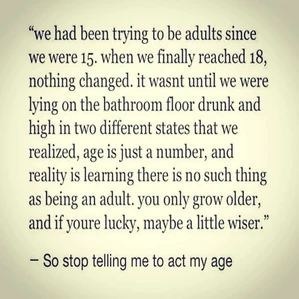 “we had been trying to be adults since
we were 15. when we finally reached 18,
nothing changed. it wasnt until we were
lying on the bathroom floor drunk and
high in two different states that we
realized, age is just a number, and
reality is learning there is no such thing
as being an adult. you only grow older,
and if youre lucky, maybe a little wiser.”
– So stop telling me to act my age